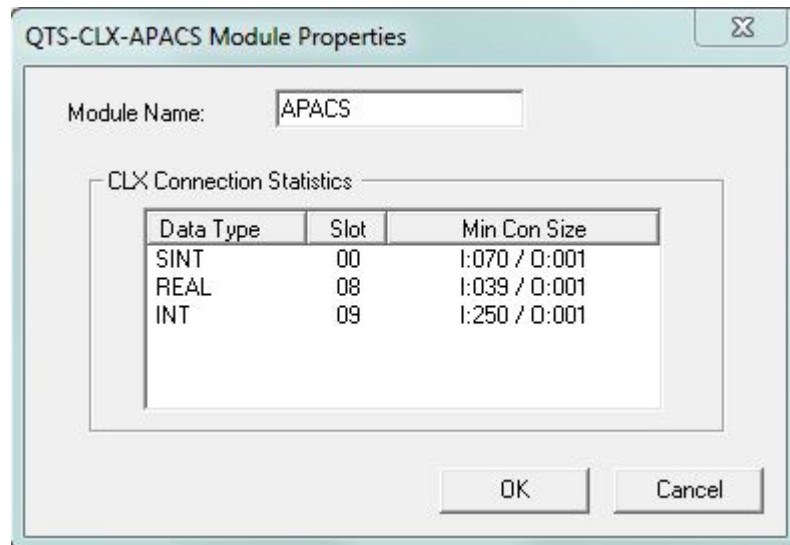 QTS-CLX-APACS Module Properties
Module Name: APACS
CLX Connection Statistics
Data Type Slot Min Con Size
SINT 00 I:070 / O:001
REAL 08 I:039 / O:001
INT 09 I:250 / O:001
OK Cancel